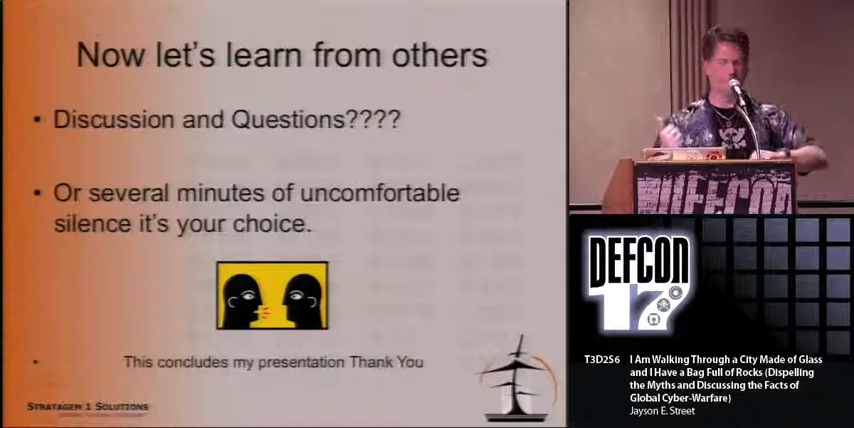 Now let's learn from others
• Discussion and Questions????
• Or several minutes of uncomfortable
silence it's your choice.
• This concludes my presentation Thank You
STRATAGEM 1 SOLUTIONS
DEFCON
DEFCON
17
T3D2S6 I Am Walking Through a City Made of Glass
and I Have a Bag Full of Rocks (Dispelling
the Myths and Discussing the Facts of
Global Cyber-Warfare)
Jayson E. Street